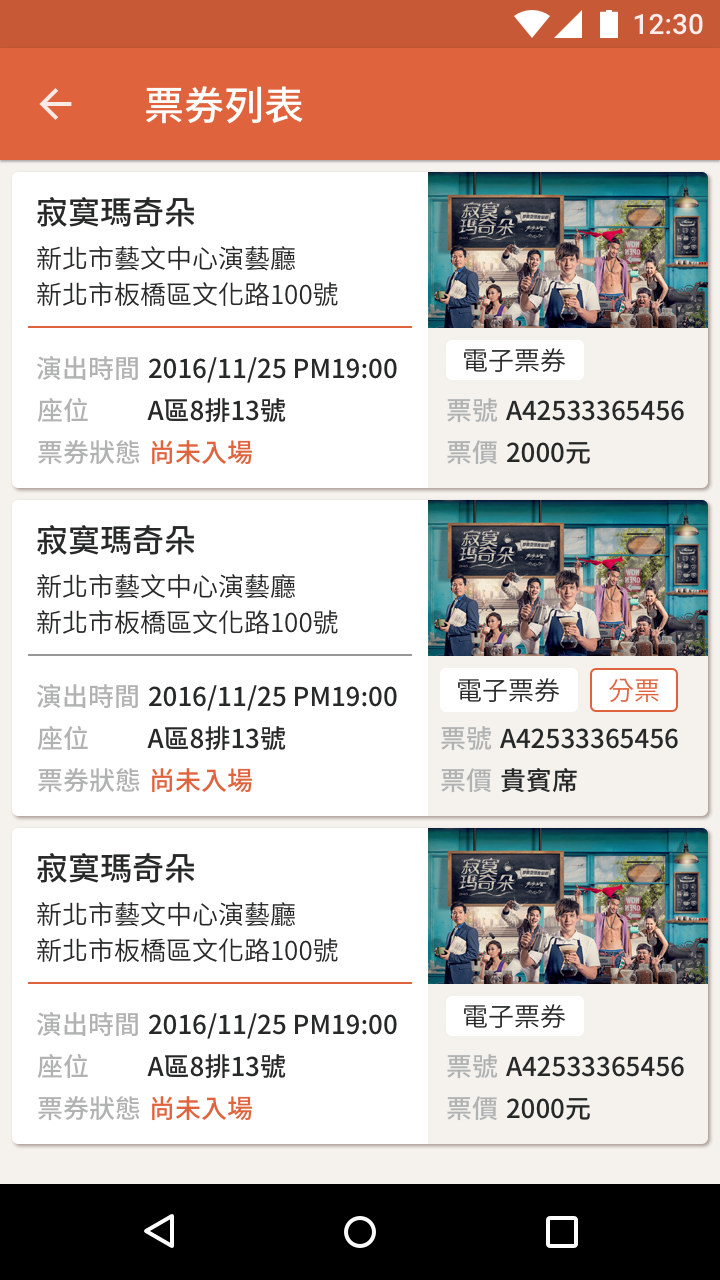 12:30
票券列表
寂寞瑪奇朵
新北市藝文中心演藝廳
新北市板橋區文化路100號
演出時間 2016/11/25 PM19:00
座位 A區8排13號
票券狀態 尚未入場
寂寞
瑪奇朵
電子票券
票號 A42533365456
票價 2000元
寂寞瑪奇朵
新北市藝文中心演藝廳
新北市板橋區文化路100號
演出時間 2016/11/25 PM19:00
座位 A區8排13號
票券狀態 尚未入場
寂寞
瑪奇朵
電子票券 分票
票號 A42533365456
票價 貴賓席
寂寞瑪奇朵
新北市藝文中心演藝廳
新北市板橋區文化路100號
演出時間 2016/11/25 PM19:00
座位 A區8排13號
票券狀態 尚未入場
寂寞
瑪奇朵
電子票券
票號 A42533365456
票價 2000元